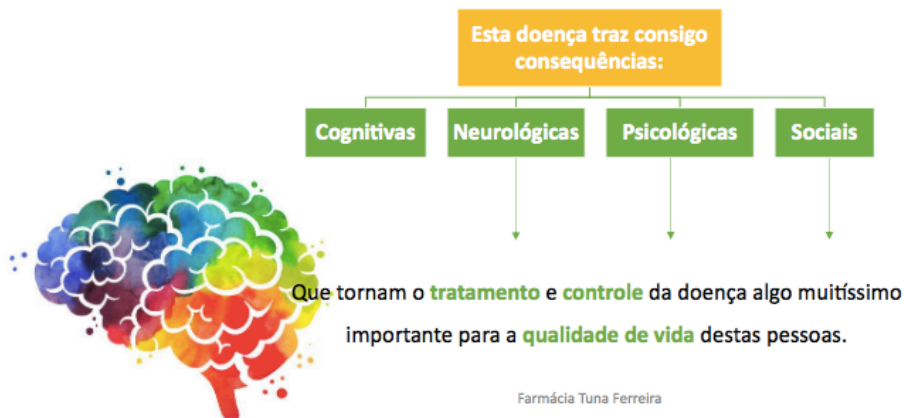 Esta doença traz consigo
consequências:
Cognitivas
Neurológicas
Psicológicas
Sociais
Que tornam o tratamento e controle da doença algo muitíssimo
importante para a qualidade de vida destas pessoas.
Farmácia Tuna Ferreira